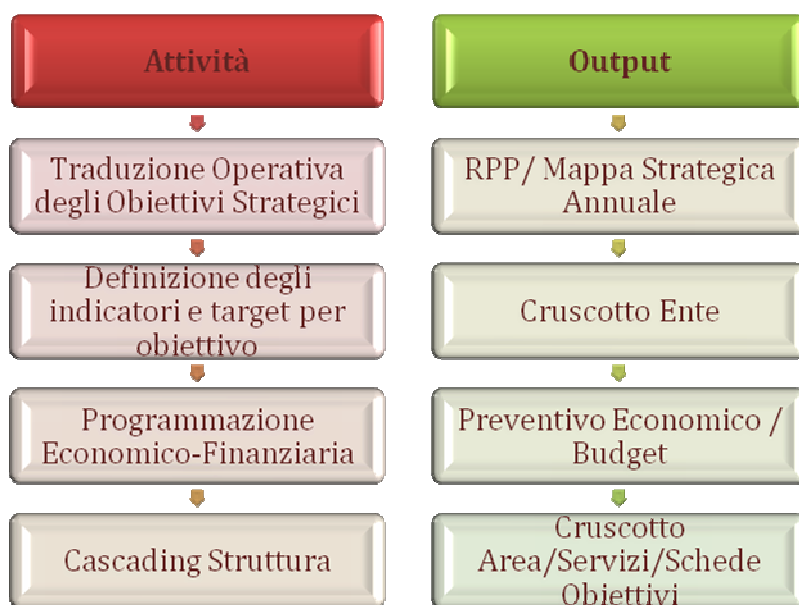 Attività
Traduzione Operativa
degli Obiettivi Strategici
Definizione degli
indicatori e target per
obiettivo
Programmazione
Economico-Finanziaria
Cascading Struttura
Output
RPP/ Mappa Strategica
Annuale
Cruscotto Ente
Preventivo Economico /
Budget
Cruscotto
Area/Servizi/Schede
Obiettivi